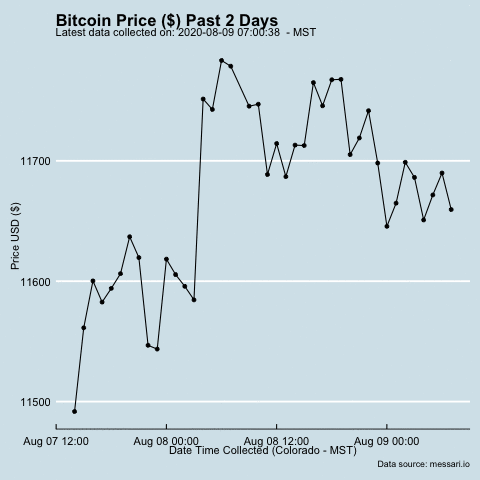 Bitcoin Price ($) Past 2 Days
Latest data collected on: 2020-08-09 07:00:38 - MST
11700
11600
11500
Price USD ($)
Aug 07 12:00 Aug 08 00:00 Aug 08 12:00 Aug 09 00:00
Date Time Collected (Colorado - MST)
Data source: messari.io